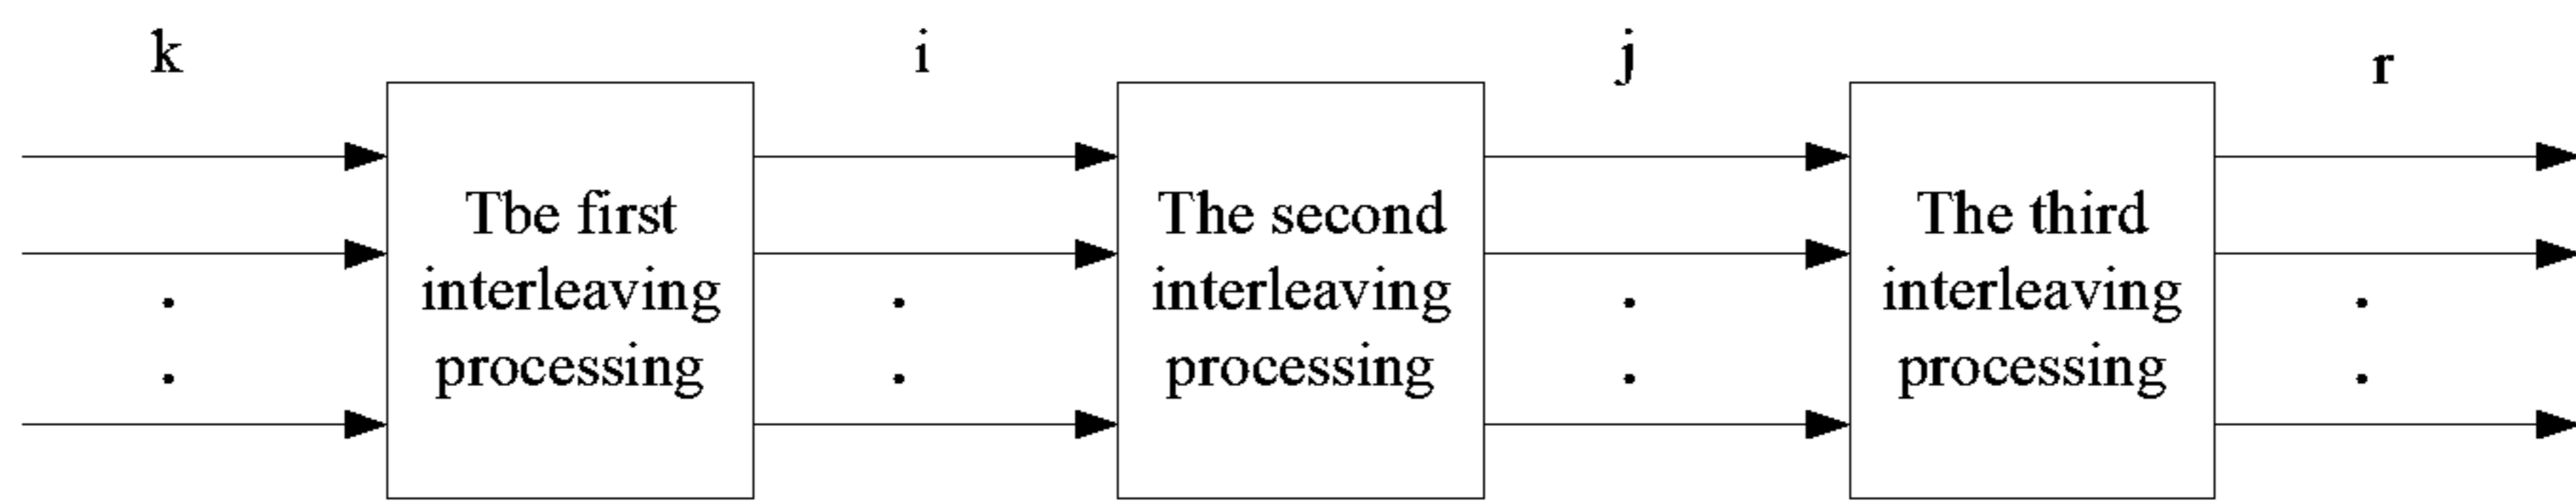 k
i
j
r
Tbe first
interleaving
processing
The second
interleaving
processing
The third
interleaving
processing